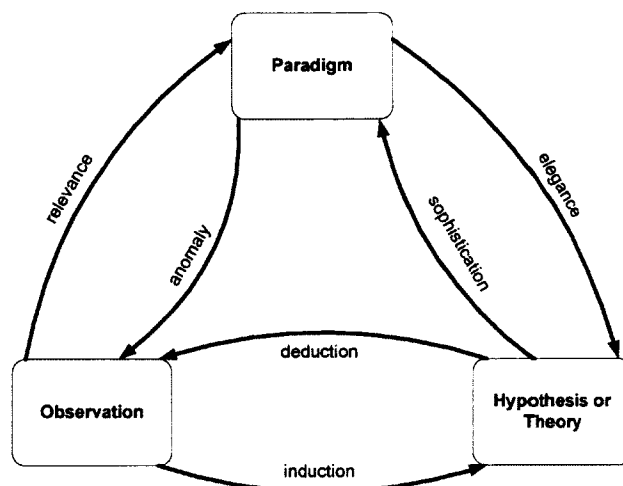 Paradigm
relevance
anomaly
sophistication
elegance
deduction
Observation
Hypothesis or
Theory
induction